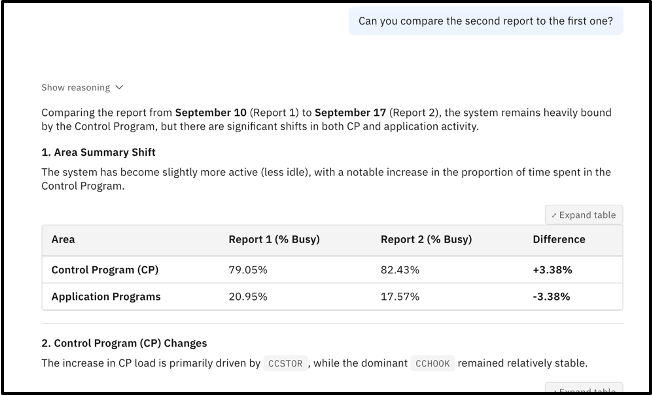 Can you compare the second report to the first one?
Show reasoning
Comparing the report from September 10 (Report 1) to September 17 (Report 2), the system remains heavily bound
by the Control Program, but there are significant shifts in both CP and application activity.
1. Area Summary Shift
The system has become slightly more active (less idle), with a notable increase in the proportion of time spent in the
Control Program.
Expand table
Area Report 1 (% Busy) Report 2 (% Busy) Difference
Control Program (CP) 79.05% 82.43% +3.38%
Application Programs 20.95% 17.57% -3.38%
2. Control Program (CP) Changes
The increase in CP load is primarily driven by CCSTOR , while the dominant CCHOOK remained relatively stable.
Expand table